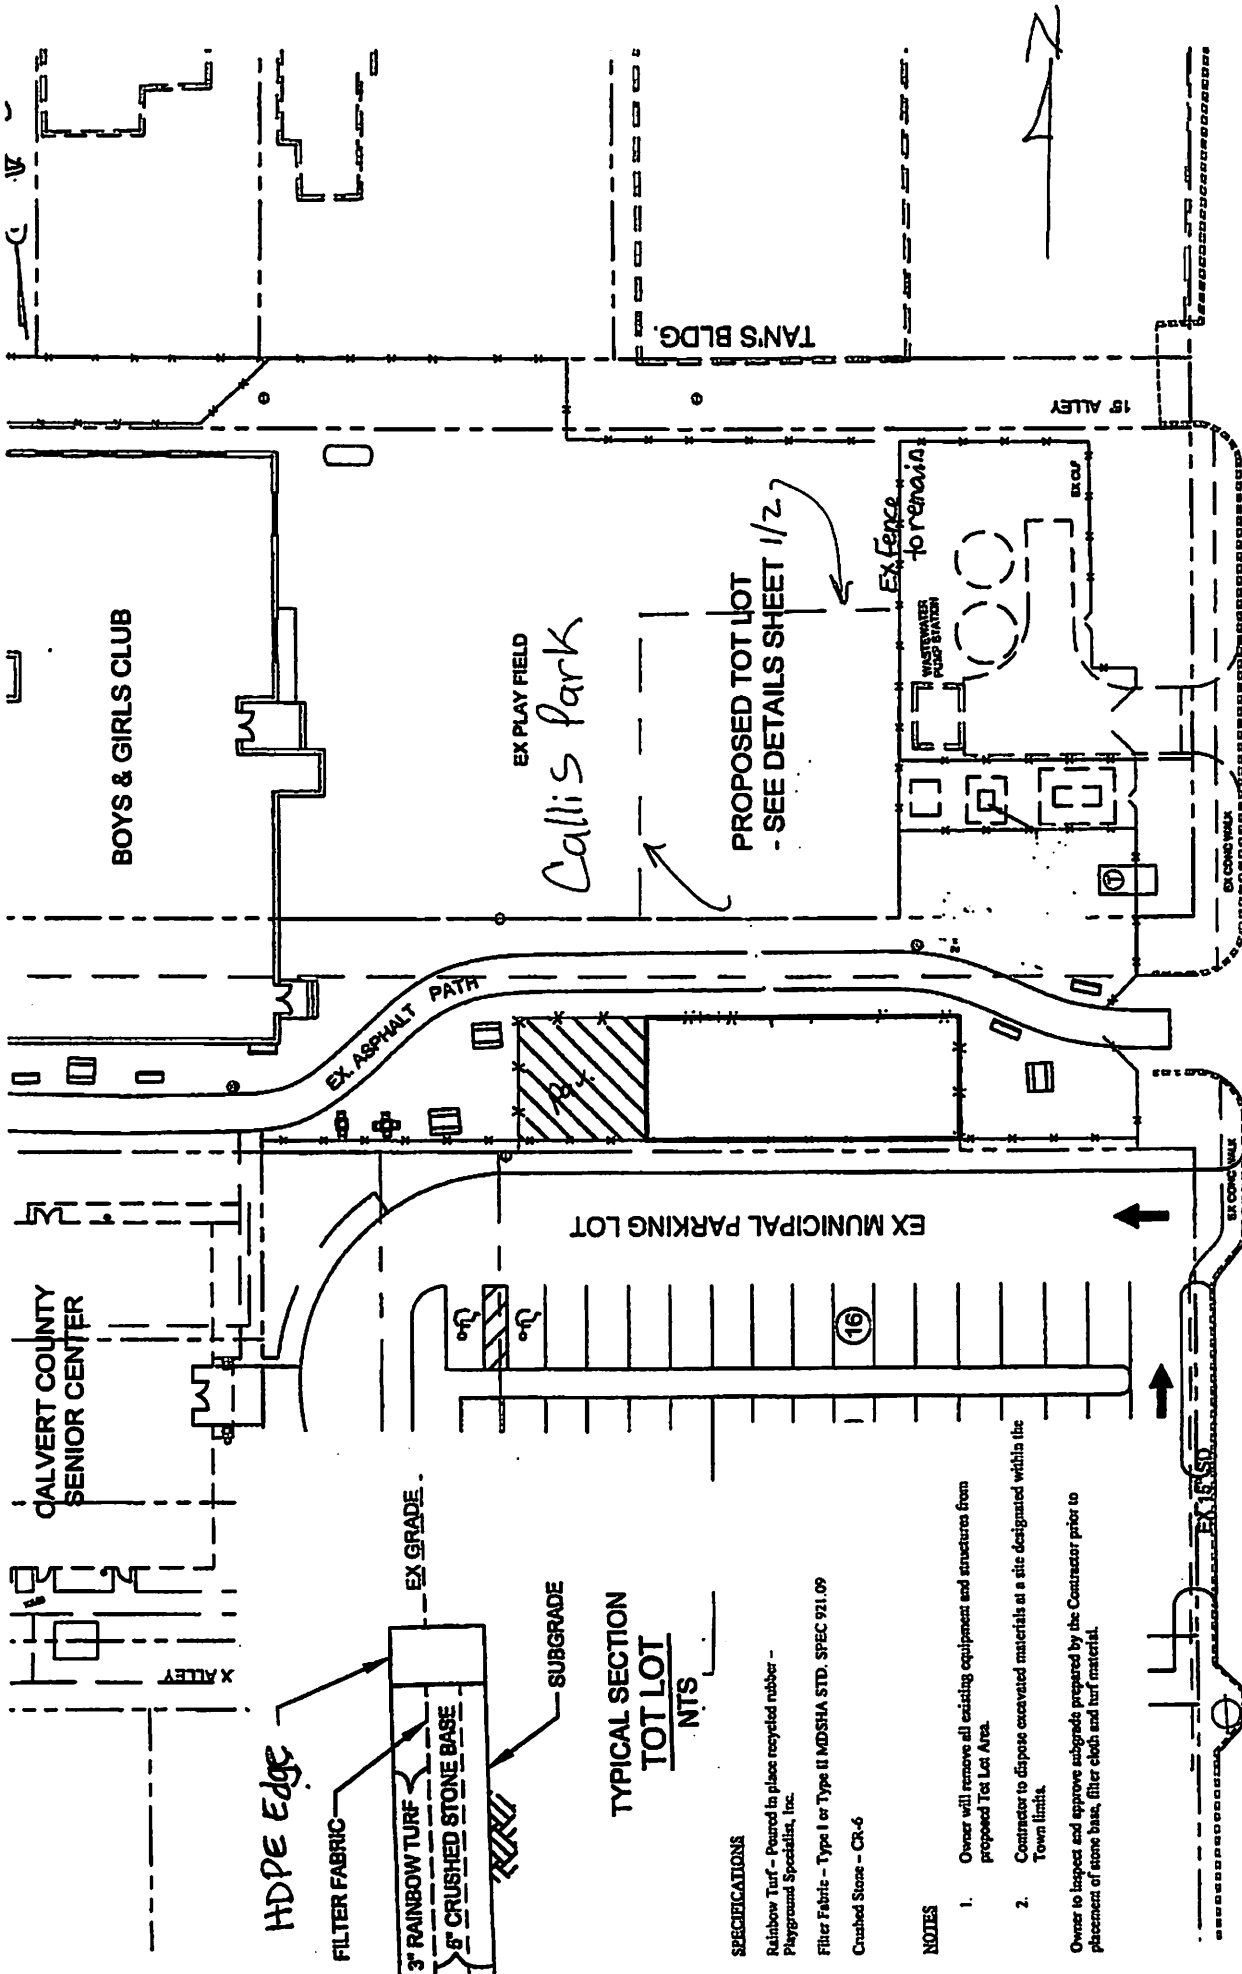 CALVERT COUNTY
SENIOR CENTER
BOYS & GIRLS CLUB
EX. ASPHALT PATH
EX PLAY FIELD
Callis Park
PROPOSED TOT LOT
- SEE DETAILS SHEET 1/2
EX Fence
to remain
TAN'S BLDG.
15' ALLEY
WASTEWATER
PUMP STATION
EX CLF
T
2"
EX CONC WALK
EX CONC WALK
EX MUNICIPAL PARKING LOT
16
EX 15" SD
X ALLEY
N
HDPE Edge
FILTER FABRIC
EX GRADE
3" RAINBOW TURF
6" CRUSHED STONE BASE
SUBGRADE
TYPICAL SECTION
TOT LOT
NTS
SPECIFICATIONS
Rainbow Turf – Poured in place recycled rubber –
Playground Specialist, Inc.
Filter Fabric – Type I or Type II MDSHA STD. SPEC 921.09
Crushed Stone – CR-6
NOTES
1. Owner will remove all existing equipment and structures from
proposed Tot Lot Area.
2. Contractor to dispose excavated materials at a site designated within the
Town limits.
Owner to inspect and approve subgrade prepared by the Contractor prior to
placement of stone base, filter cloth and turf material.